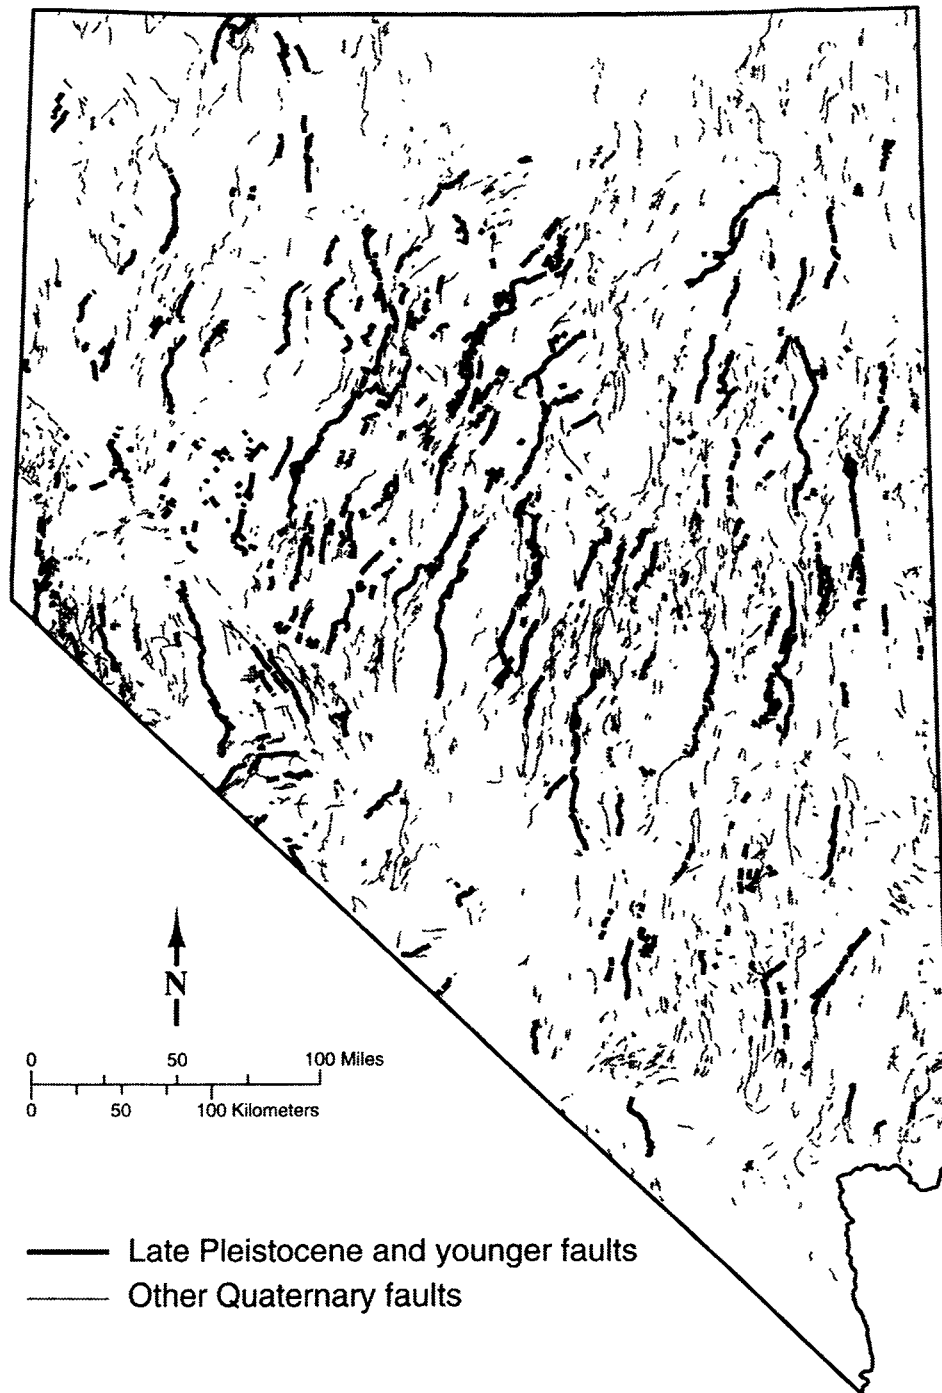 N
0 50 100 Miles
0 50 100 Kilometers
Late Pleistocene and younger faults
Other Quaternary faults